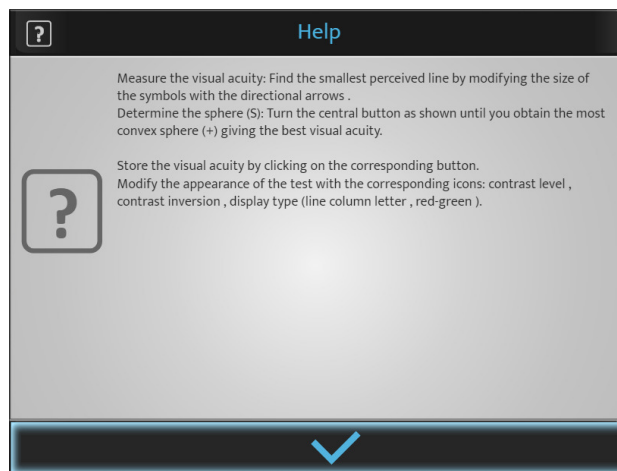 Help
Measure the visual acuity: Find the smallest perceived line by modifying the size of
the symbols with the directional arrows .
Determine the sphere (S): Turn the central button as shown until you obtain the most
convex sphere (+) giving the best visual acuity.
Store the visual acuity by clicking on the corresponding button.
Modify the appearance of the test with the corresponding icons: contrast level ,
contrast inversion , display type (line column letter , red-green ).